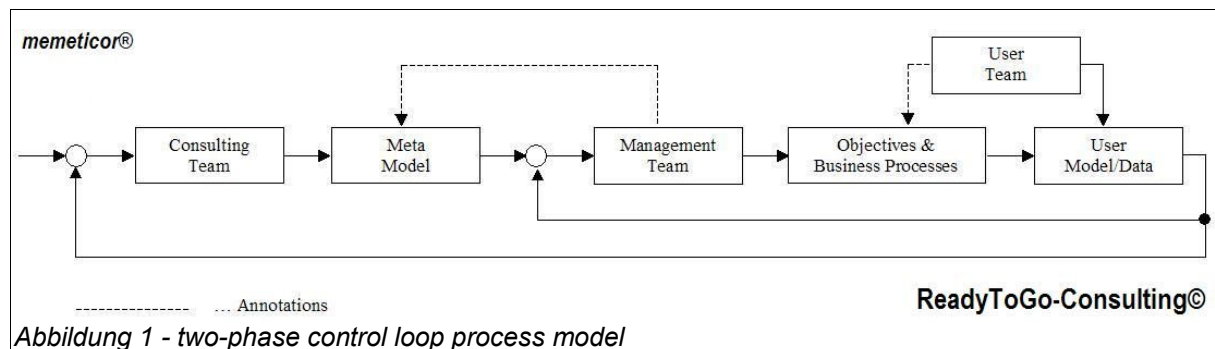 memeticor®
User
Team
Consulting
Team
Meta
Model
Management
Team
Objectives &
Business Processes
User
Model/Data
... Annotations
ReadyToGo-Consulting©
Abbildung 1 - two-phase control loop process model